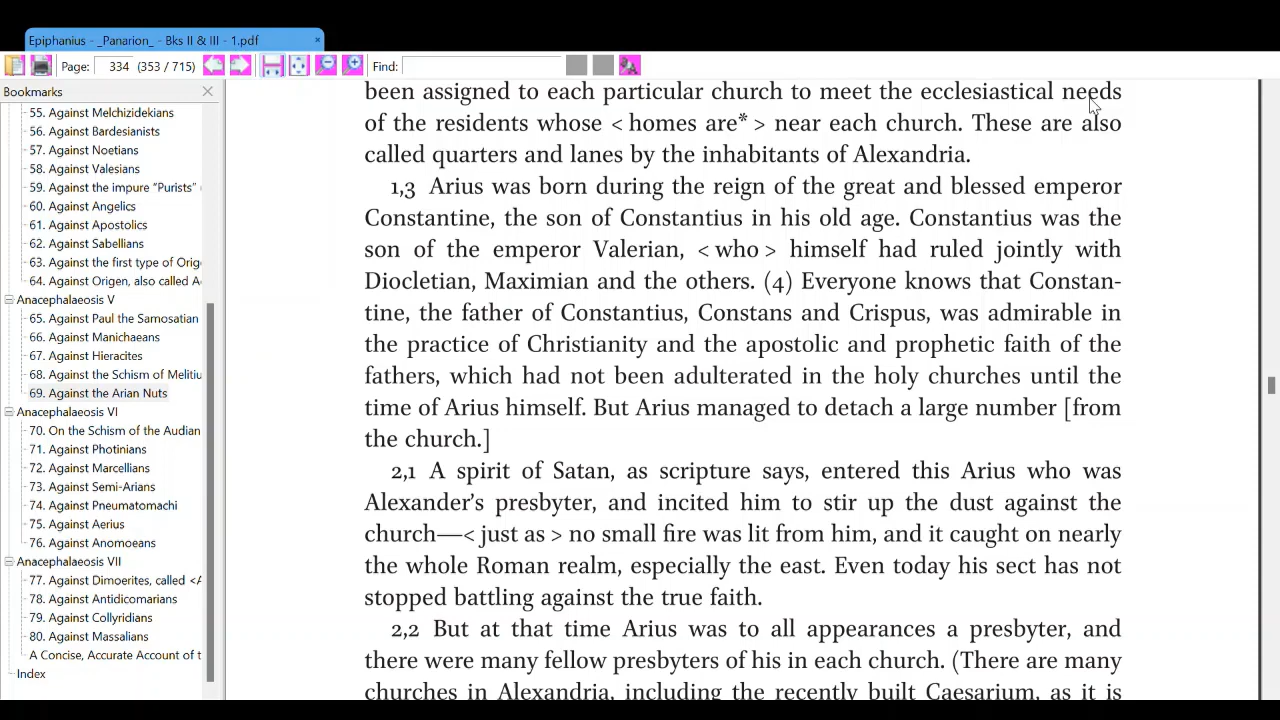 Epiphanius - _Panarion_ - Bks II & III - 1.pdf
Page: 334 (353 / 715) Find:
Bookmarks
55. Against Melchizidekians
56. Against Bardesianists
57. Against Noetians
58. Against Valesians
59. Against the impure “Purists”
60. Against Angelics
61. Against Apostolics
62. Against Sabellians
63. Against the first type of Orig
64. Against Origen, also called A
Anacephalaeosis V
65. Against Paul the Samosatian
66. Against Manichaeans
67. Against Hieracites
68. Against the Schism of Melitiu
69. Against the Arian Nuts
Anacephalaeosis VI
70. On the Schism of the Audian
71. Against Photinians
72. Against Marcellians
73. Against Semi-Arians
74. Against Pneumatomachi
75. Against Aerius
76. Against Anomoeans
Anacephalaeosis VII
77. Against Dimoerites, called <A
78. Against Antidicomarians
79. Against Collyridians
80. Against Massalians
A Concise, Accurate Account of t
Index
been assigned to each particular church to meet the ecclesiastical needs
of the residents whose < homes are* > near each church. These are also
called quarters and lanes by the inhabitants of Alexandria.
1,3 Arius was born during the reign of the great and blessed emperor
Constantine, the son of Constantius in his old age. Constantius was the
son of the emperor Valerian, < who > himself had ruled jointly with
Diocletian, Maximian and the others. (4) Everyone knows that Constan-
tine, the father of Constantius, Constans and Crispus, was admirable in
the practice of Christianity and the apostolic and prophetic faith of the
fathers, which had not been adulterated in the holy churches until the
time of Arius himself. But Arius managed to detach a large number [from
the church.]
2,1 A spirit of Satan, as scripture says, entered this Arius who was
Alexander’s presbyter, and incited him to stir up the dust against the
church—< just as > no small fire was lit from him, and it caught on nearly
the whole Roman realm, especially the east. Even today his sect has not
stopped battling against the true faith.
2,2 But at that time Arius was to all appearances a presbyter, and
there were many fellow presbyters of his in each church. (There are many
churches in Alexandria, including the recently built Caesarium, as it is